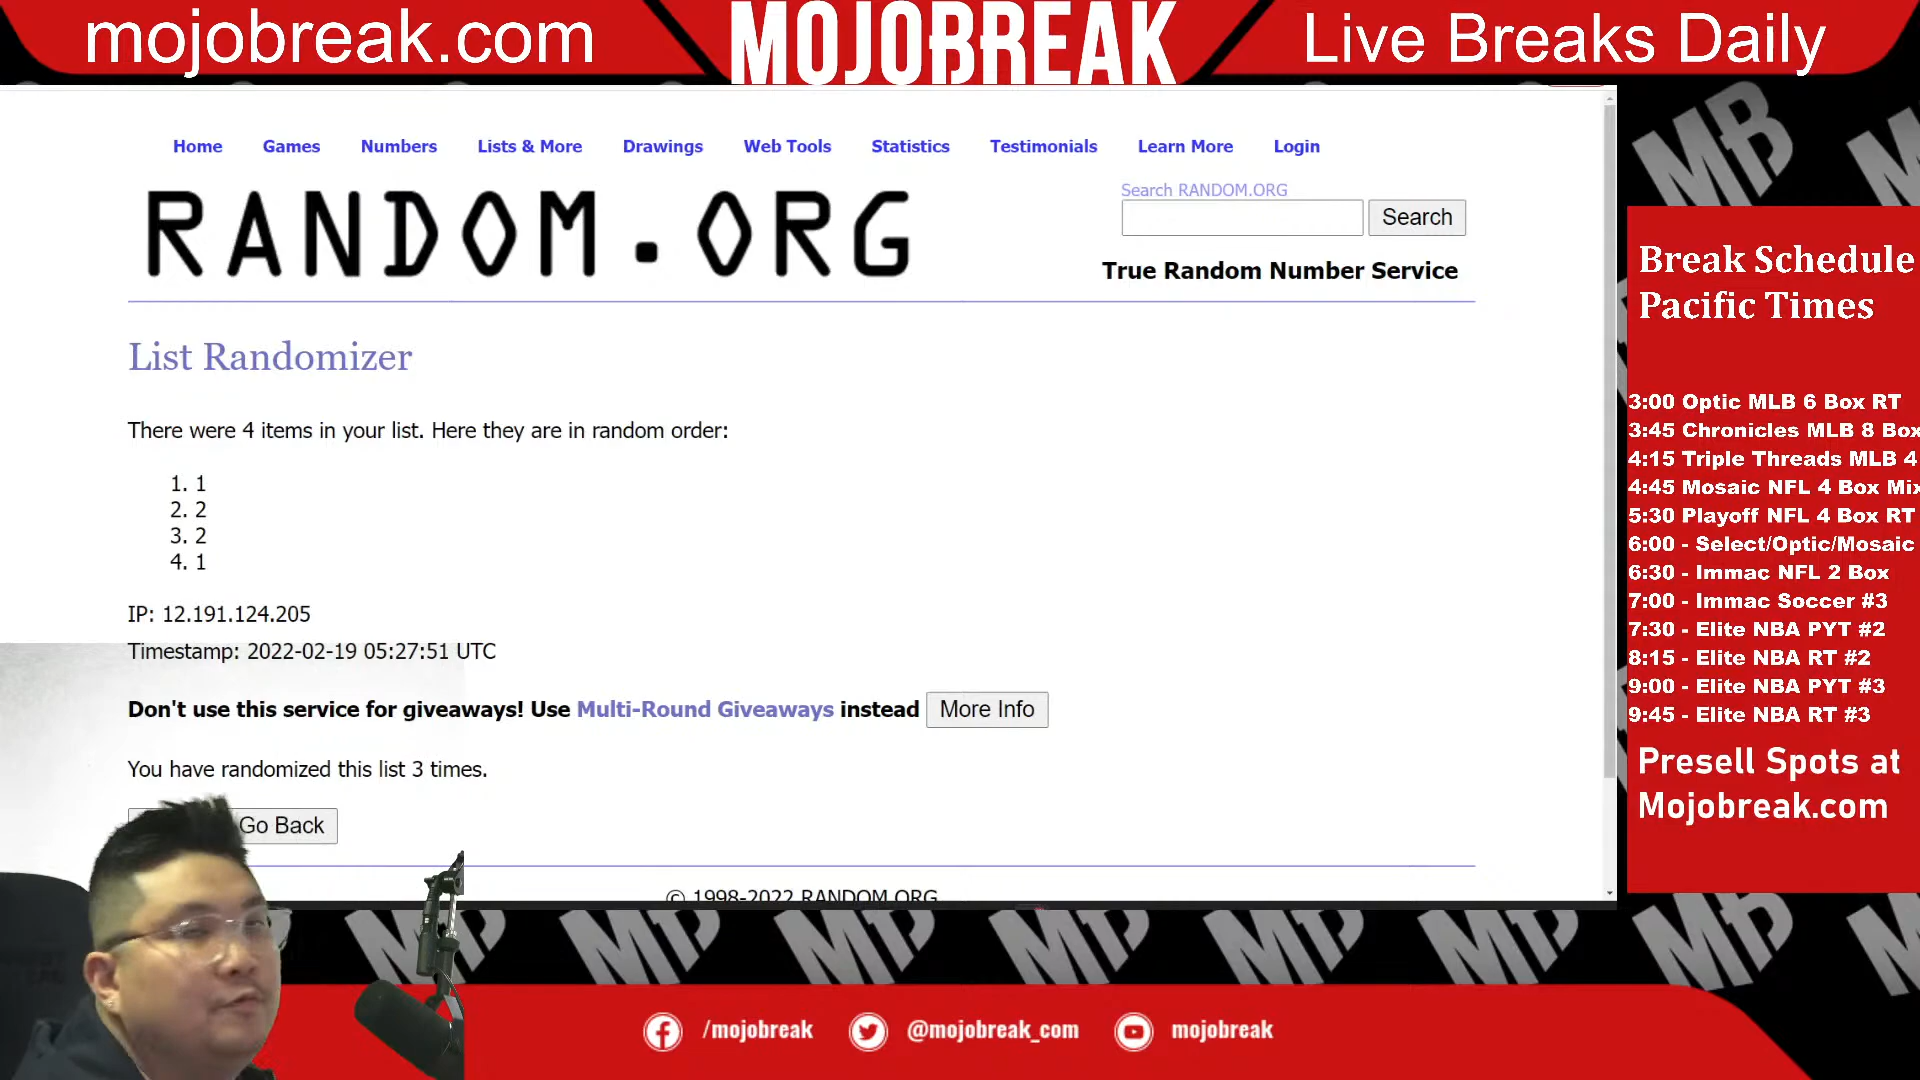 mojobreak.com
MOJOBREAK
Live Breaks Daily
Home Games Numbers Lists & More Drawings Web Tools Statistics Testimonials Learn More Login
RANDOM.ORG
Search RANDOM.ORG
Search
True Random Number Service
List Randomizer
There were 4 items in your list. Here they are in random order:
1. 1
2. 2
3. 2
4. 1
IP: 12.191.124.205
Timestamp: 2022-02-19 05:27:51 UTC
Don't use this service for giveaways! Use Multi-Round Giveaways instead More Info
You have randomized this list 3 times.
Go Back
© 1998-2022 RANDOM.ORG
Break Schedule
Pacific Times
3:00 Optic MLB 6 Box RT
3:45 Chronicles MLB 8 Box
4:15 Triple Threads MLB 4
4:45 Mosaic NFL 4 Box Mix
5:30 Playoff NFL 4 Box RT
6:00 - Select/Optic/Mosaic
6:30 - Immac NFL 2 Box
7:00 - Immac Soccer #3
7:30 - Elite NBA PYT #2
8:15 - Elite NBA RT #2
9:00 - Elite NBA PYT #3
9:45 - Elite NBA RT #3
Presell Spots at
Mojobreak.com
MB MB MB MB MB MB MB
/mojobreak @mojobreak_com mojobreak